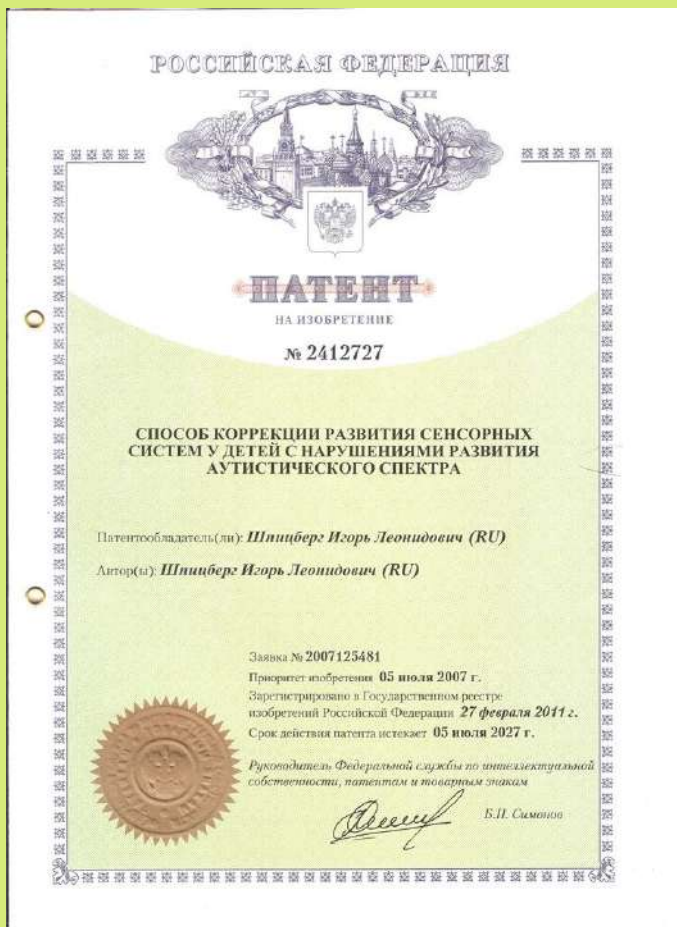 РОССИЙСКАЯ ФЕДЕРАЦИЯ
ПАТЕНТ
НА ИЗОБРЕТЕНИЕ
№ 2412727
СПОСОБ КОРРЕКЦИИ РАЗВИТИЯ СЕНСОРНЫХ
СИСТЕМ У ДЕТЕЙ С НАРУШЕНИЯМИ РАЗВИТИЯ
АУТИСТИЧЕСКОГО СПЕКТРА
Патентообладатель(ли): Шпицберг Игорь Леонидович (RU)
Автор(ы): Шпицберг Игорь Леонидович (RU)
Заявка № 2007125481
Приоритет изобретения 05 июля 2007 г.
Зарегистрировано в Государственном реестре
изобретений Российской Федерации 27 февраля 2011 г.
Срок действия патента истекает 05 июля 2027 г.
Руководитель Федеральной службы по интеллектуальной
собственности, патентам и товарным знакам
Б.П. Симонов